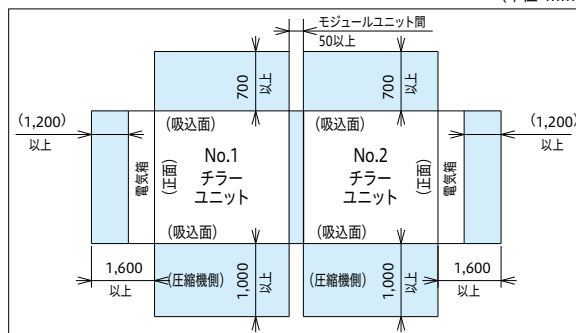 モジュールユニット間
50以上
700
以上
700
以上
(1,200)
以上
(吸込面)
(吸込面)
(1,200)
以上
電気箱
(正面)
No.1
チラー
ユニット
No.2
チラー
ユニット
(正面)
電気箱
(吸込面)
(吸込面)
1,600
以上
(圧縮機側)
1,000
以上
(圧縮機側)
1,000
以上
1,600
以上